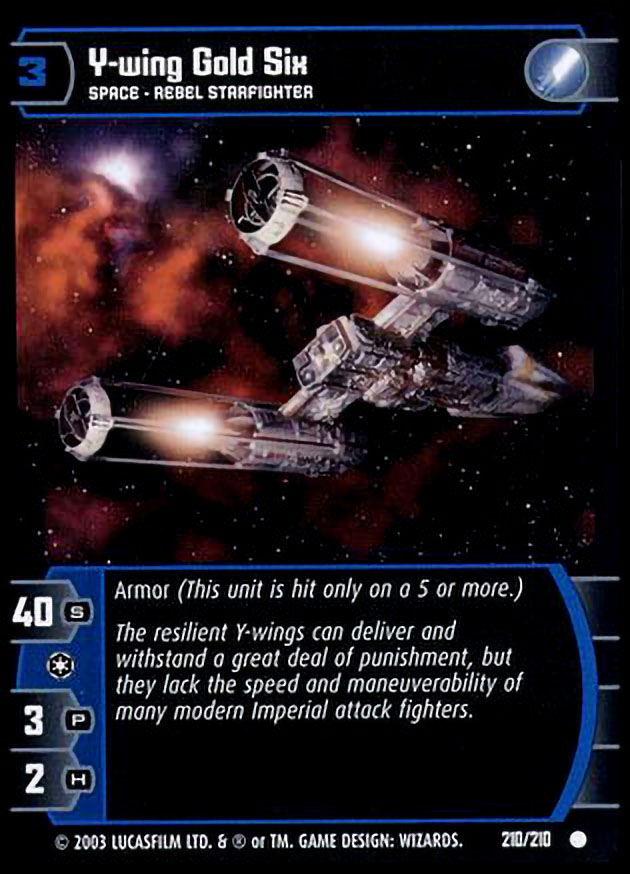 3
Y-wing Gold Six
SPACE - REBEL STARFIGHTER
40 S
3 P
2 H
Armor (This unit is hit only on a 5 or more.)
The resilient Y-wings can deliver and
withstand a great deal of punishment, but
they lack the speed and maneuverability of
many modern Imperial attack fighters.
© 2003 LUCASFILM LTD. & ® or TM. GAME DESIGN: WIZARDS.
210/210